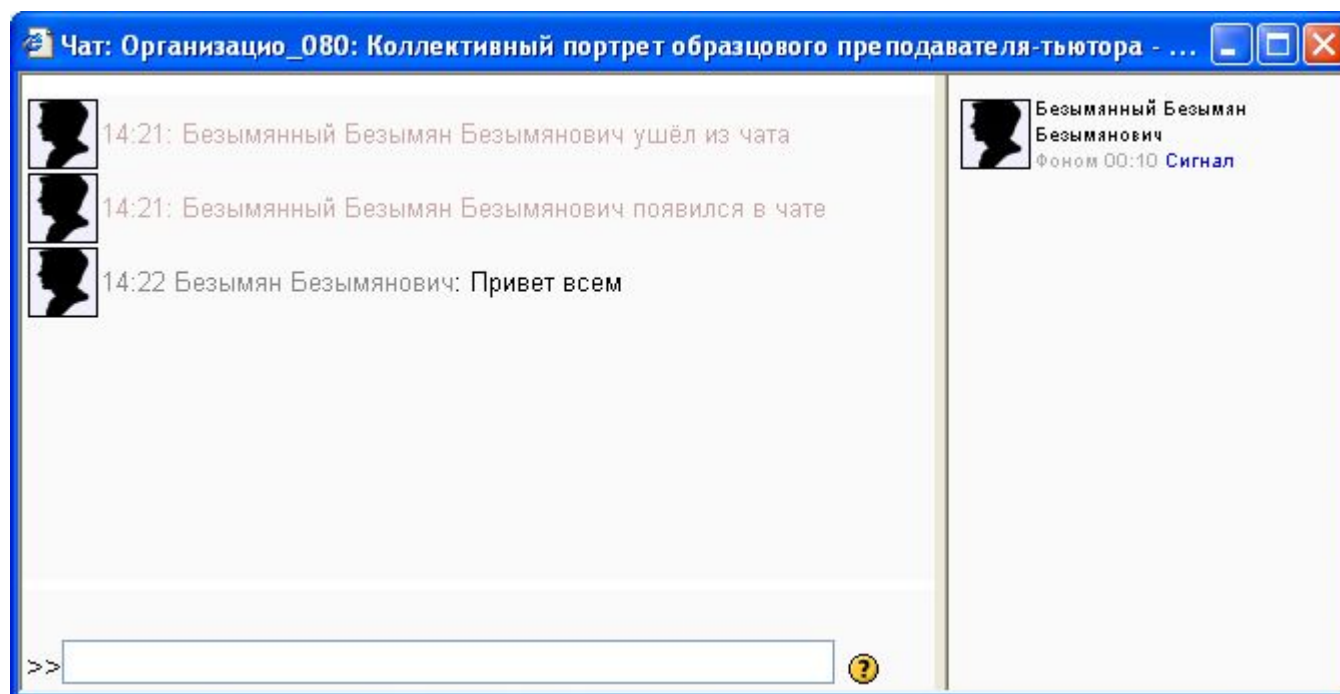 Чат: Организацио_080: Коллективный портрет образцового преподавателя-тьютора - ...
14:21: Безымянный Безымян Безымянович ушёл из чата
14:21: Безымянный Безымян Безымянович появился в чате
14:22 Безымян Безымянович: Привет всем
>>
?
Безымянный Безымян
Безымянович
Фоном 00:10 Сигнал